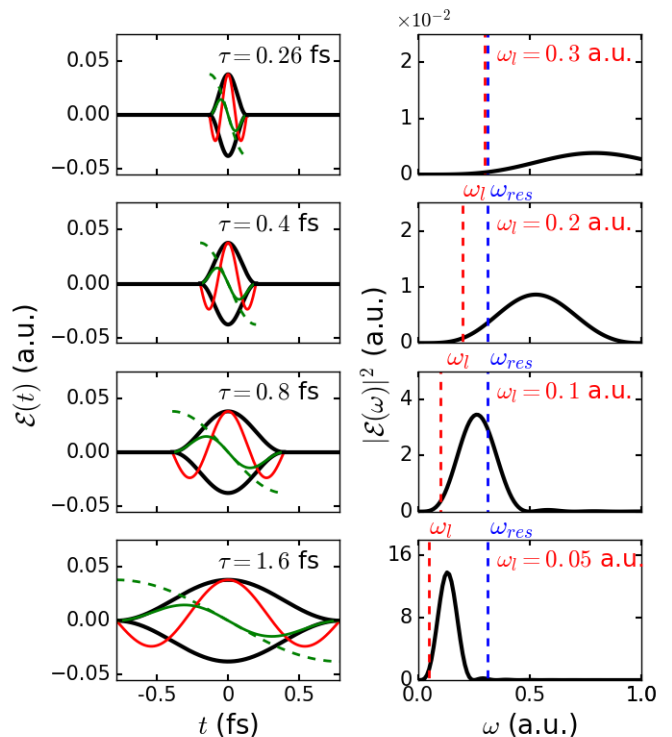 ×10⁻²
0.05
0.00
−0.05
τ = 0.26 fs
2
1
0
ω_l = 0.3 a.u.
0.05
0.00
−0.05
τ = 0.4 fs
2
1
0
ω_l ω_res
ω_l = 0.2 a.u.
0.05
0.00
−0.05
τ = 0.8 fs
4
2
0
ω_l ω_res
ω_l = 0.1 a.u.
0.05
0.00
−0.05
τ = 1.6 fs
16
8
0
ω_l ω_res
ω_l = 0.05 a.u.
-0.5 0 0.5
t (fs)
0.0 0.5 1.0
ω (a.u.)
ℰ(t) (a.u.)
|ℰ(ω)|² (a.u.)